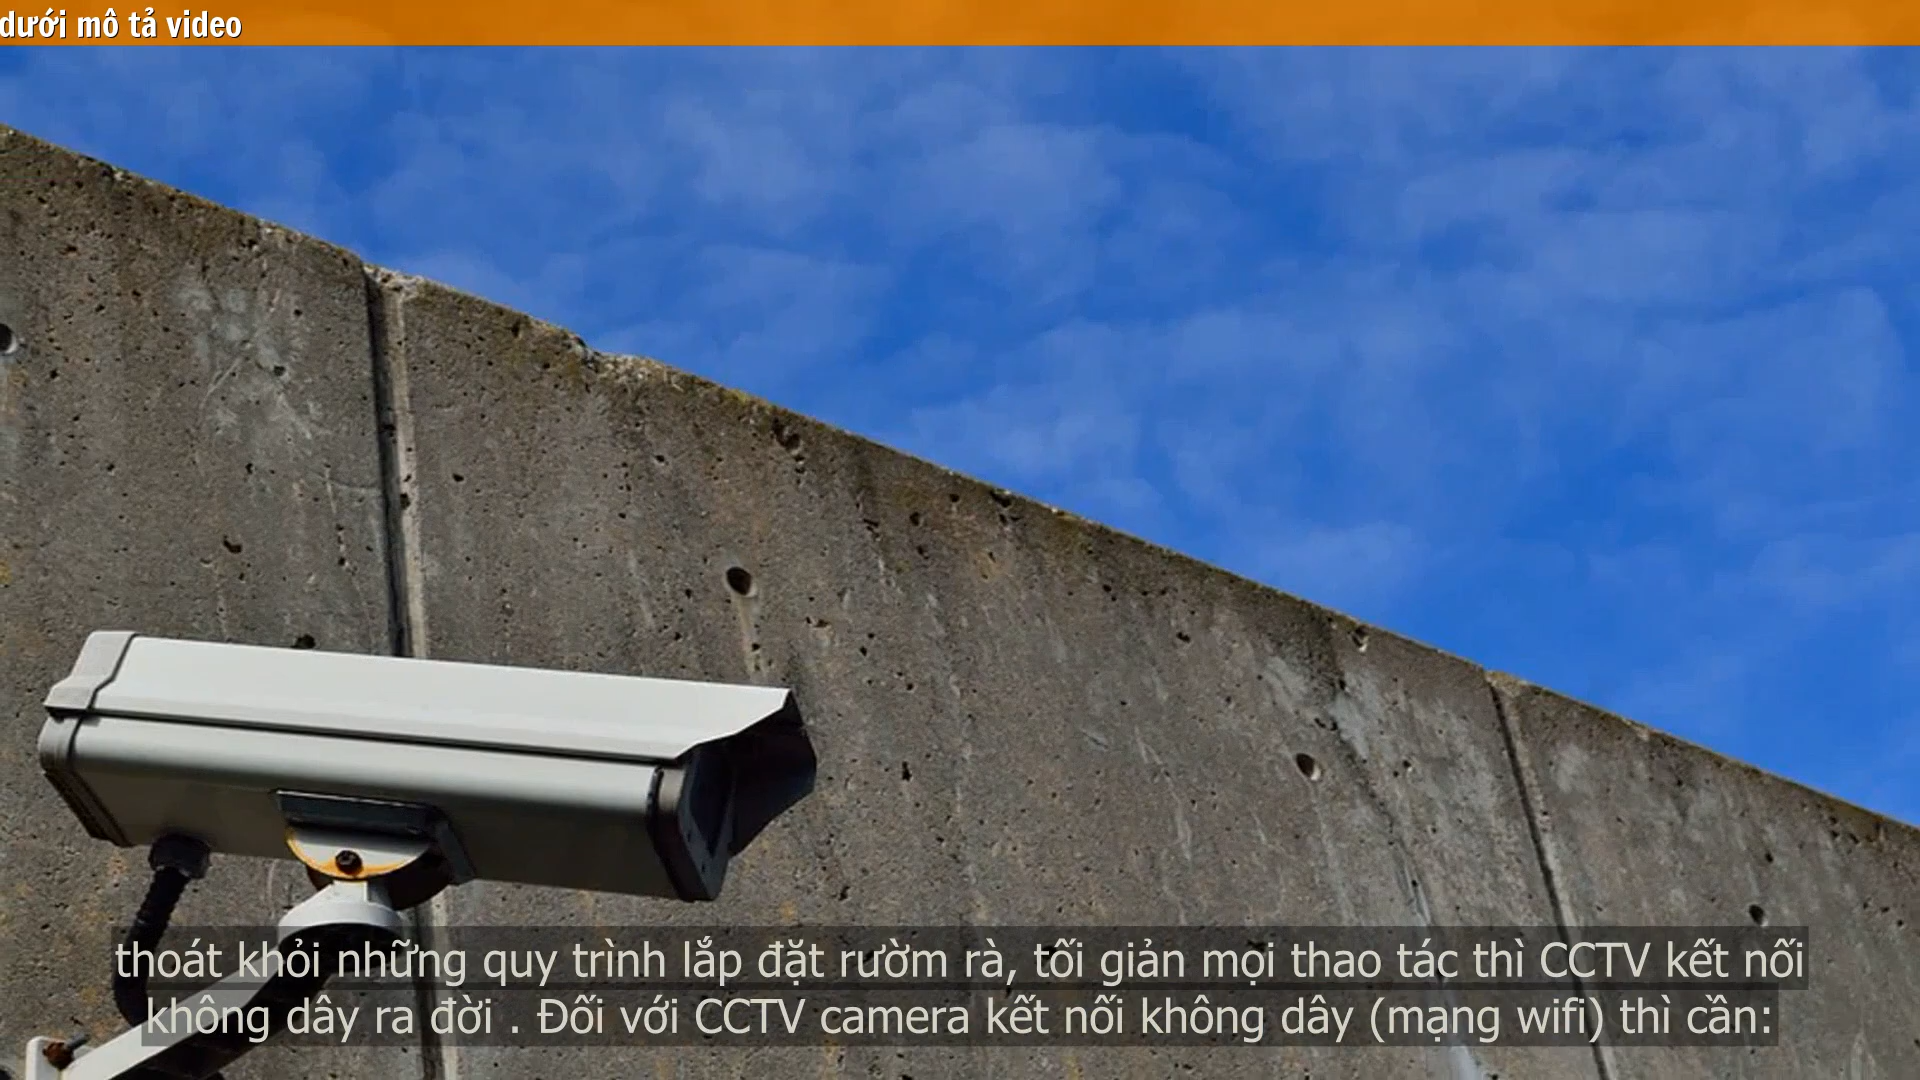 dưới mô tả video
thoát khỏi những quy trình lắp đặt rườm rà, tối giản mọi thao tác thì CCTV kết nối
không dây ra đời . Đối với CCTV camera kết nối không dây (mạng wifi) thì cần: